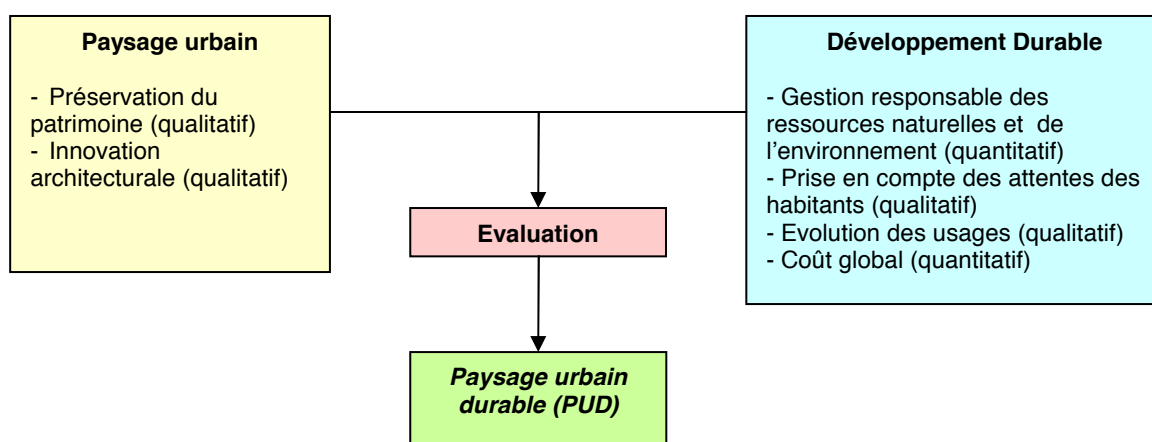 Paysage urbain
- Préservation du
patrimoine (qualitatif)
- Innovation
architecturale (qualitatif)
Développement Durable
- Gestion responsable des
ressources naturelles et de
l'environnement (quantitatif)
- Prise en compte des attentes des
habitants (qualitatif)
- Evolution des usages (qualitatif)
- Coût global (quantitatif)
Evaluation
Paysage urbain
durable (PUD)